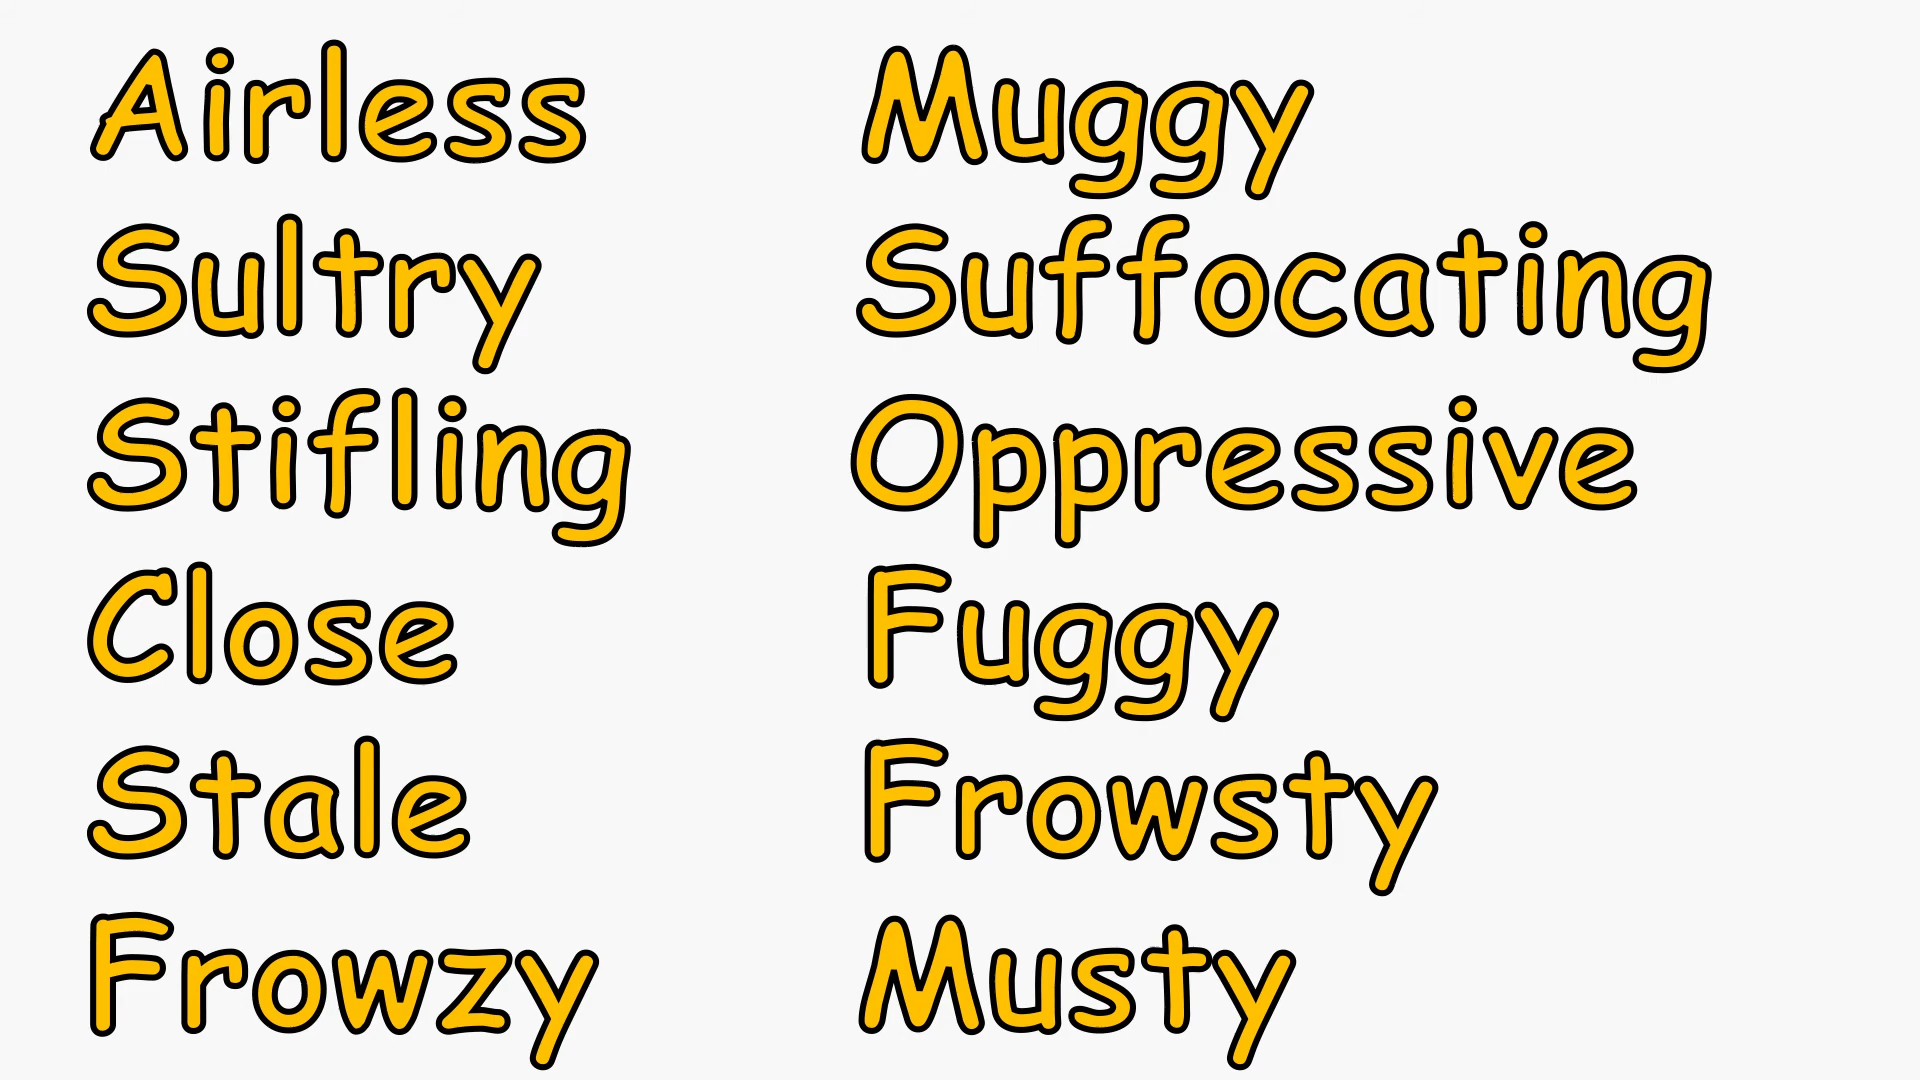 Airless
Muggy
Sultry
Suffocating
Stifling
Oppressive
Close
Fuggy
Stale
Frowsty
Frowzy
Musty